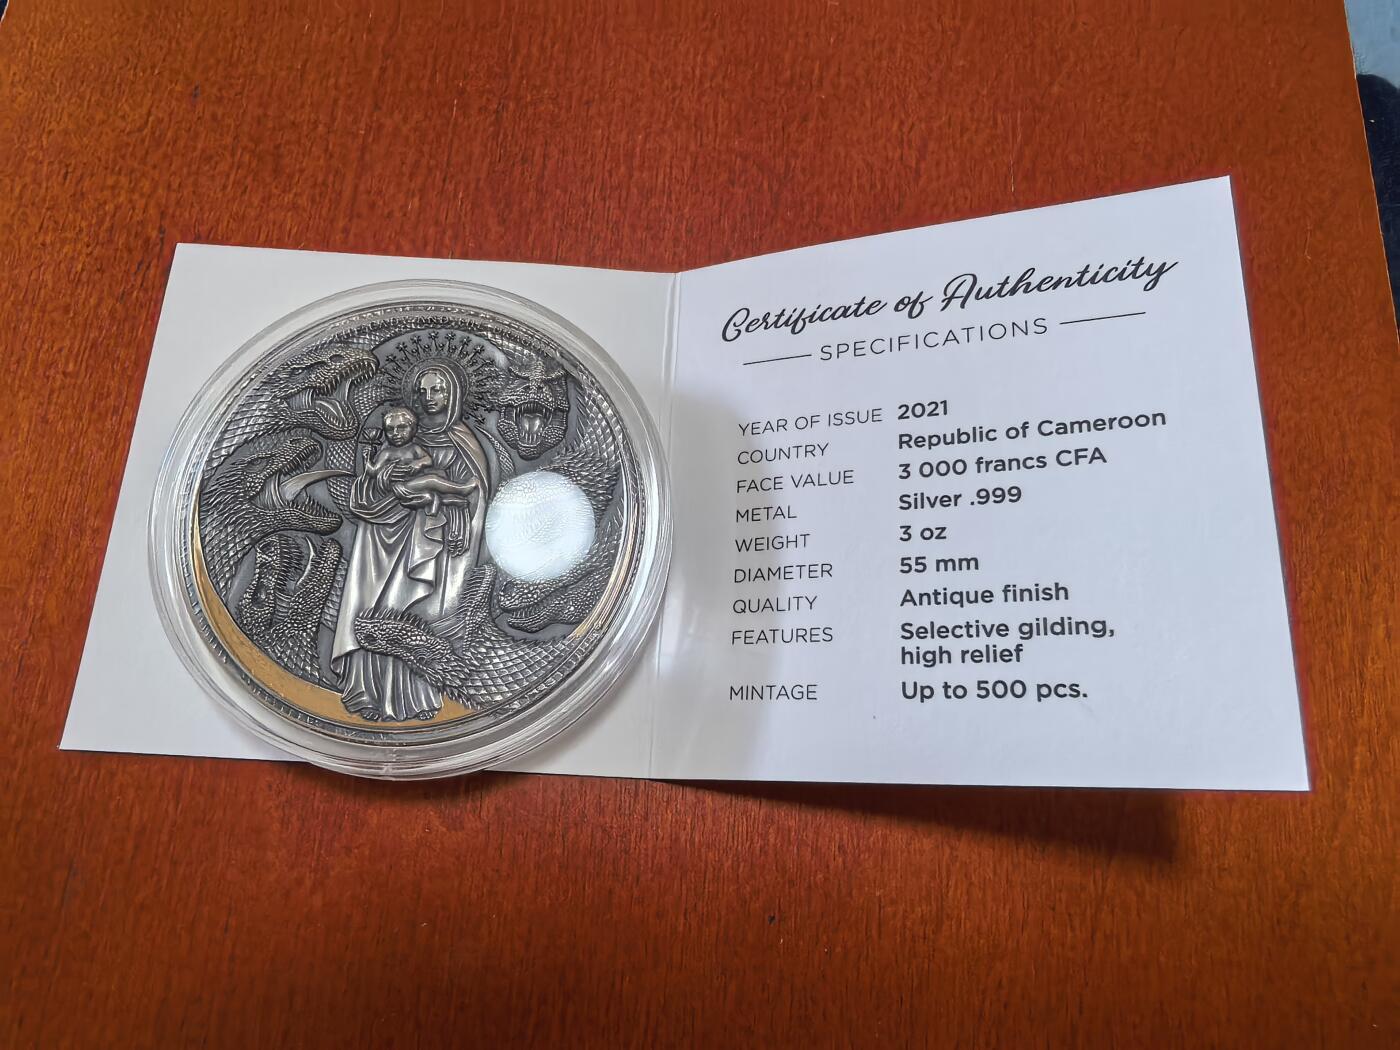 Certificate of Authenticity
SPECIFICATIONS
YEAR OF ISSUE 2021
COUNTRY Republic of Cameroon
FACE VALUE 3 000 francs CFA
METAL Silver .999
WEIGHT 3 oz
DIAMETER 55 mm
QUALITY Antique finish
FEATURES Selective gilding,
high relief
MINTAGE Up to 500 pcs.